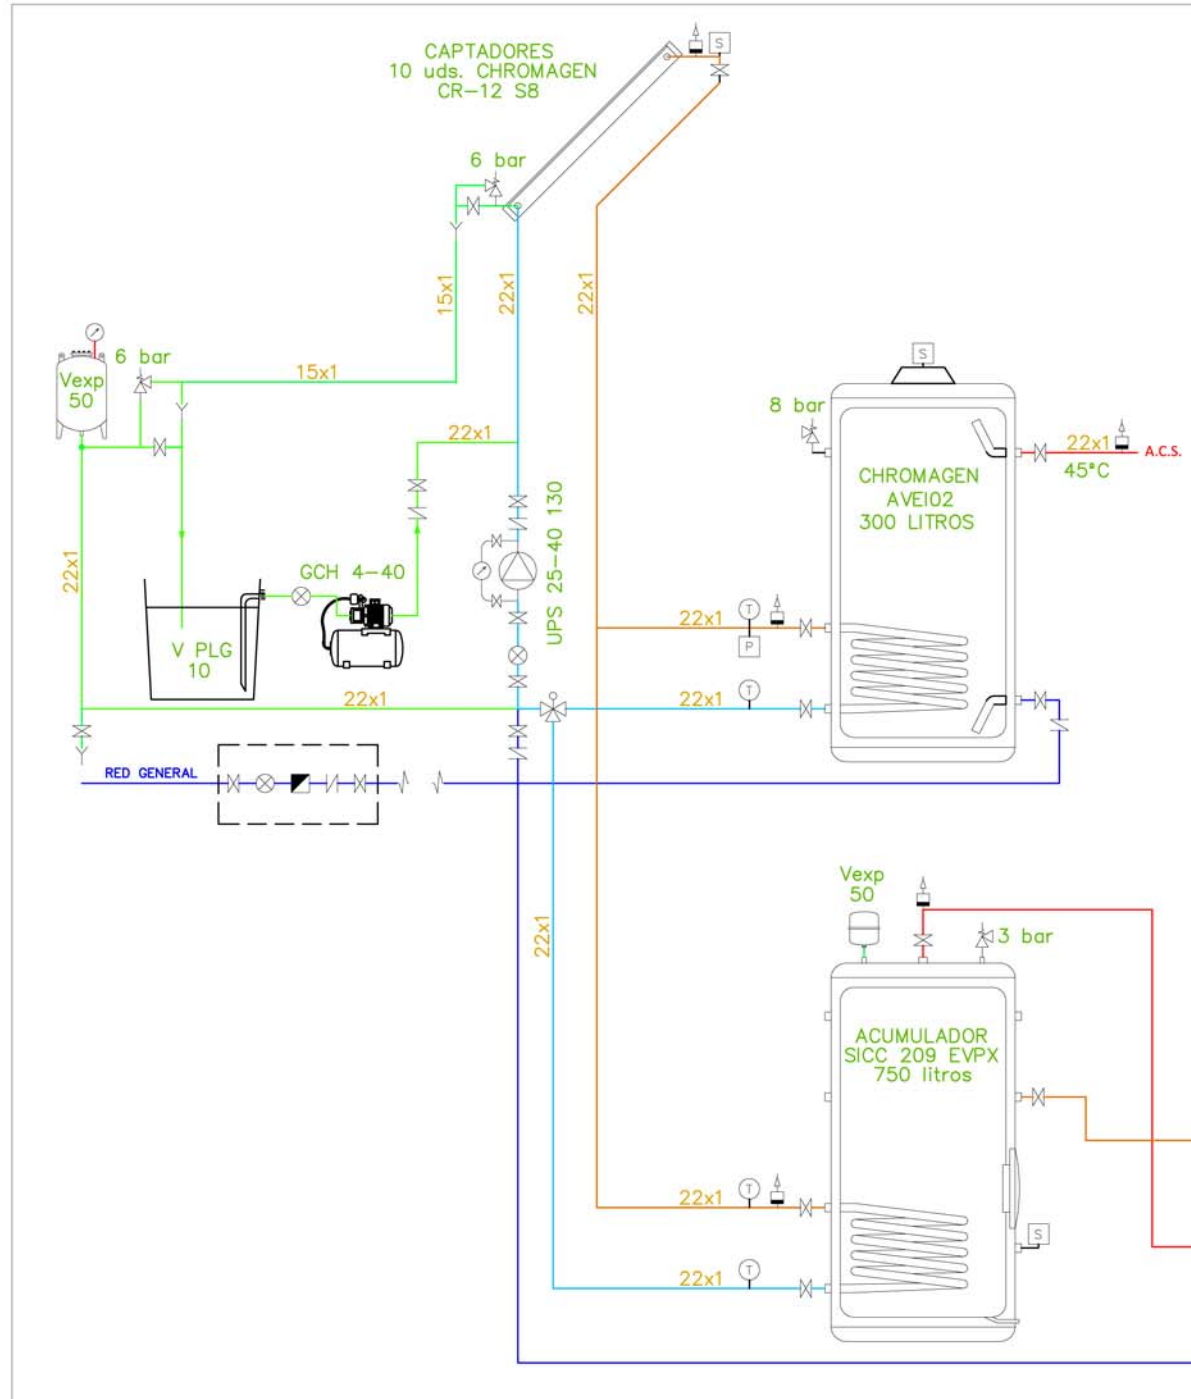 CAPTADORES
10 uds. CHROMAGEN
CR-12 S8
S
6 bar
15x1
22x1
22x1
6 bar
Vexp
50
15x1
S
8 bar
22x1
A.C.S.
45°C
22x1
CHROMAGEN
AVEI02
300 LITROS
UPS 25-40 130
22x1
GCH 4-40
T
22x1
P
V PLG
10
T
22x1
22x1
RED GENERAL
Vexp
50
3 bar
22x1
ACUMULADOR
SICC 209 EVPX
750 litros
T
22x1
S
T
22x1